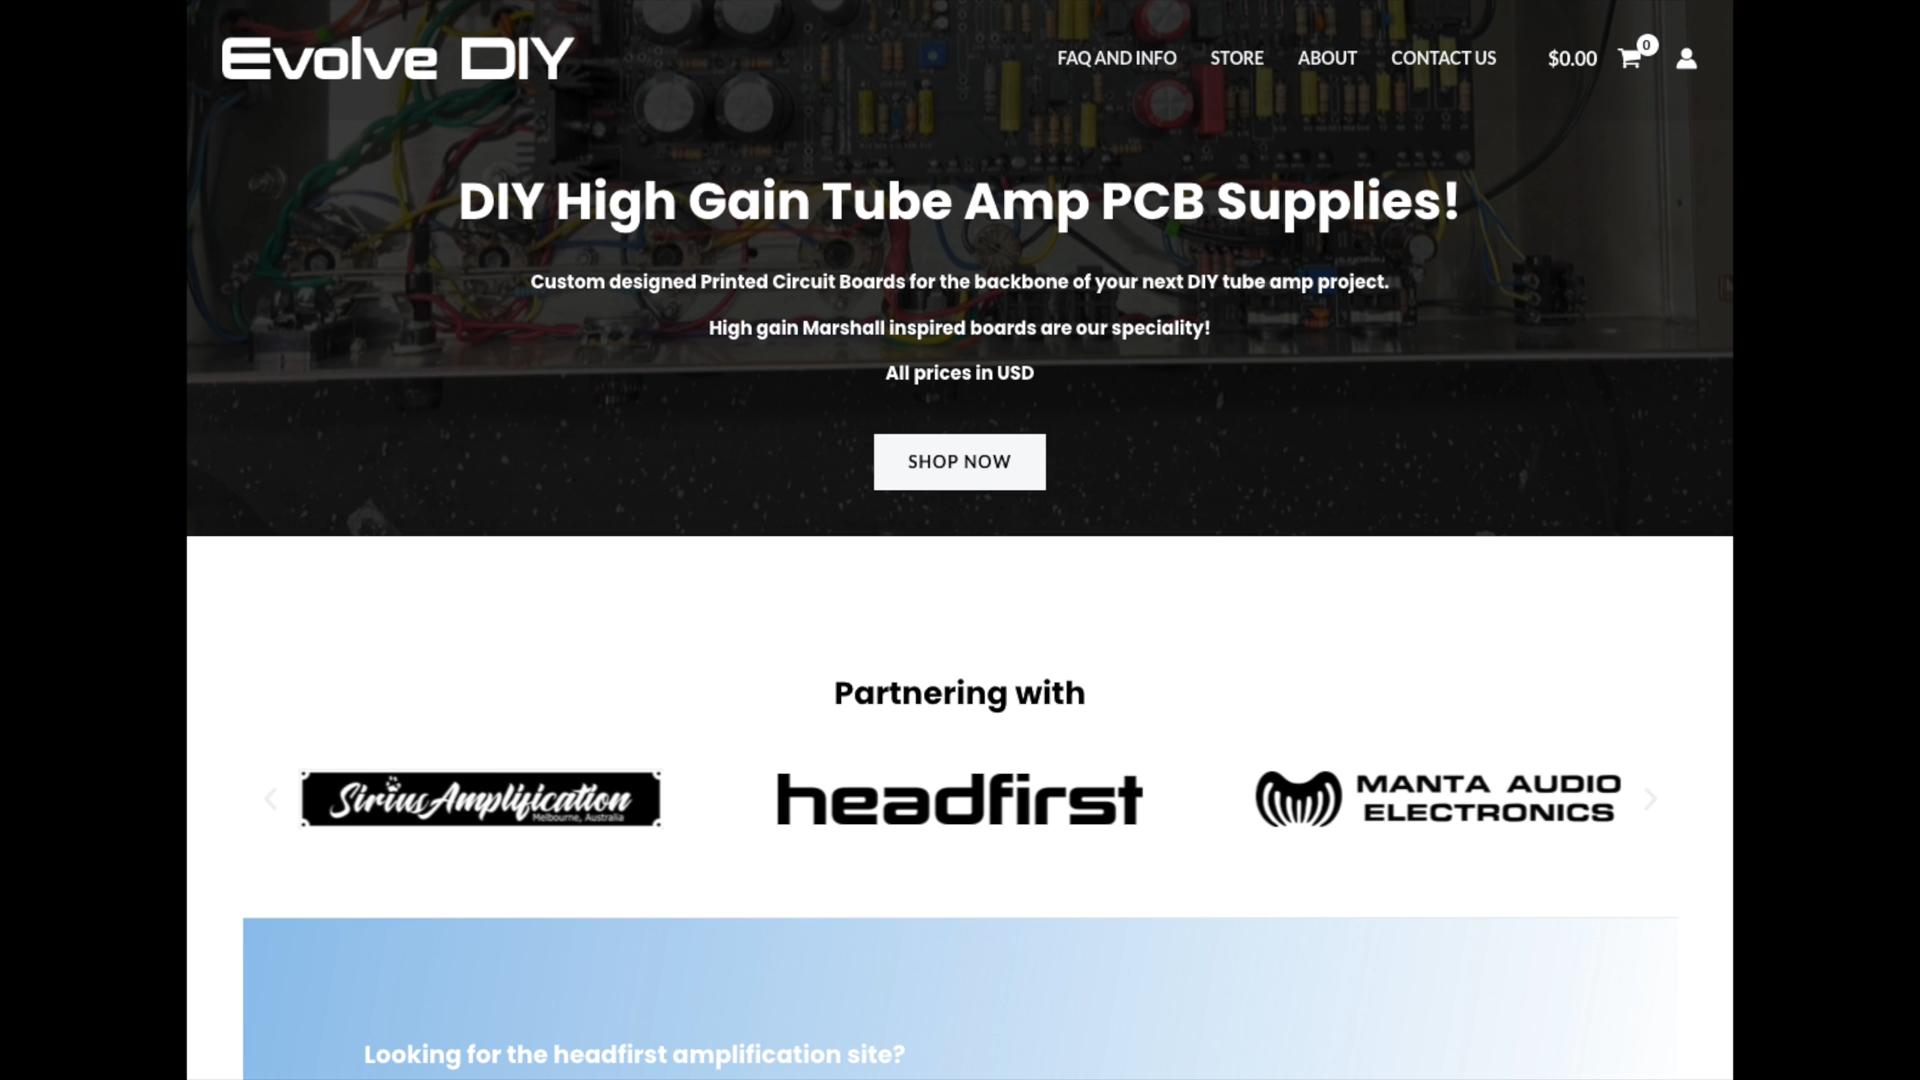 Evolve DIY
FAQ AND INFO STORE ABOUT CONTACT US $0.00 0
DIY High Gain Tube Amp PCB Supplies!
Custom designed Printed Circuit Boards for the backbone of your next DIY tube amp project.
High gain Marshall inspired boards are our speciality!
All prices in USD
SHOP NOW
Partnering with
Sirius Amplification
Melbourne, Australia
headfirst
MANTA AUDIO
ELECTRONICS
Looking for the headfirst amplification site?